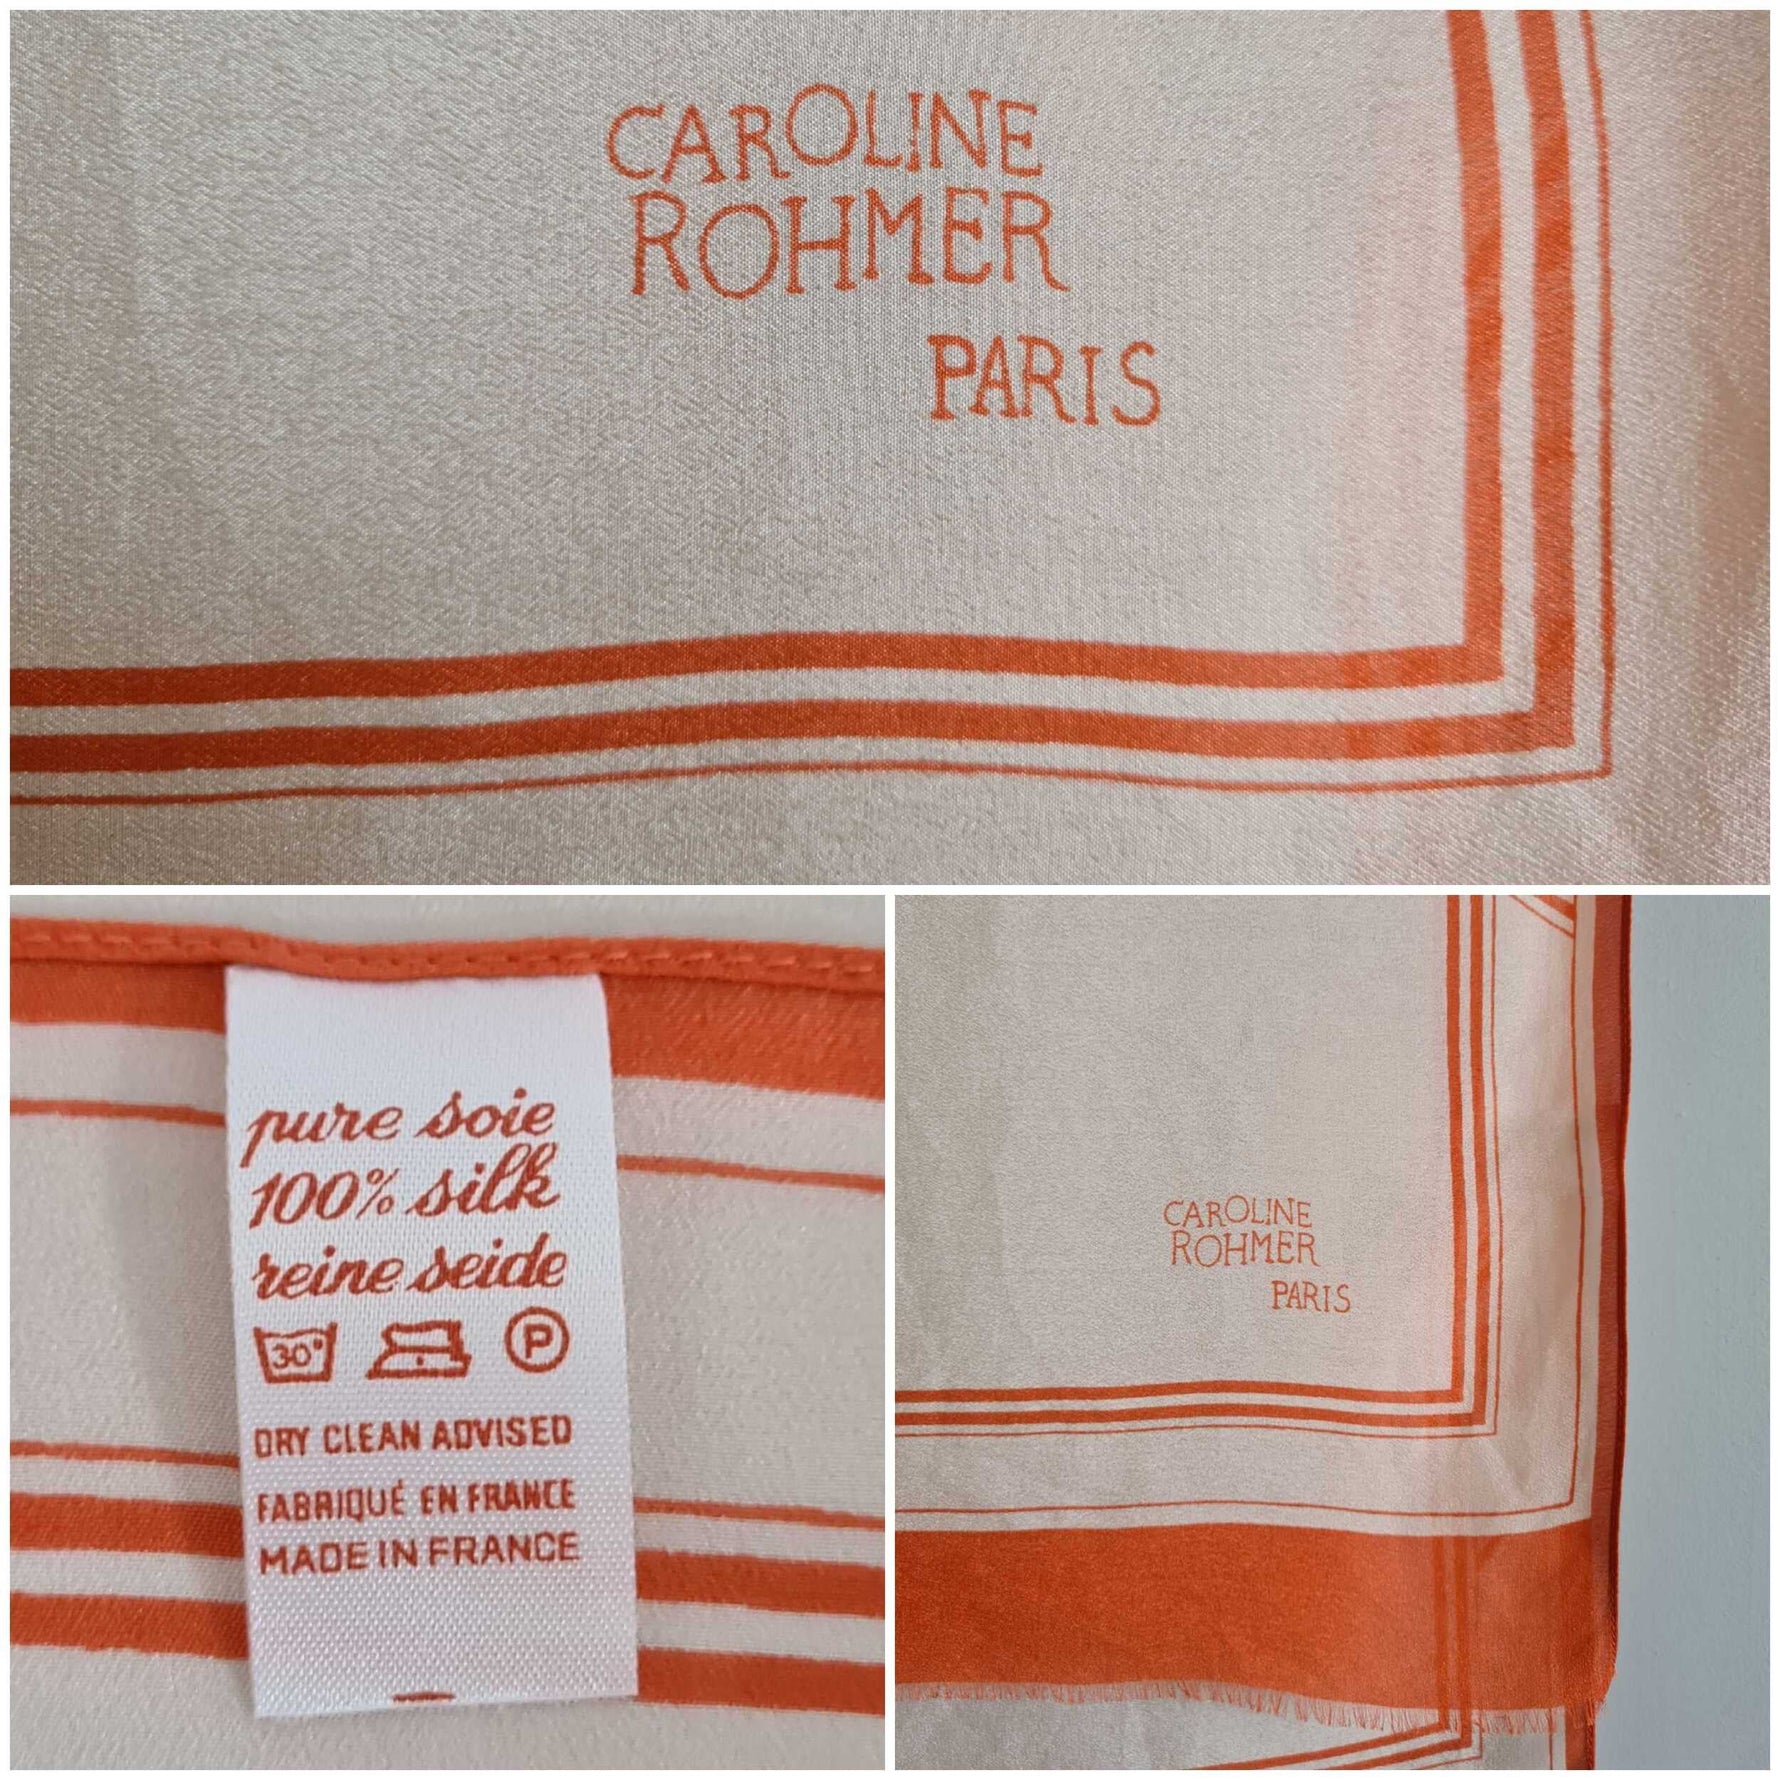 CAROLINE
ROHMER
PARIS
pure soie
100% silk
reine seide
30°
P
DRY CLEAN ADVISED
FABRIQUÉ EN FRANCE
MADE IN FRANCE
CAROLINE
ROHMER
PARIS